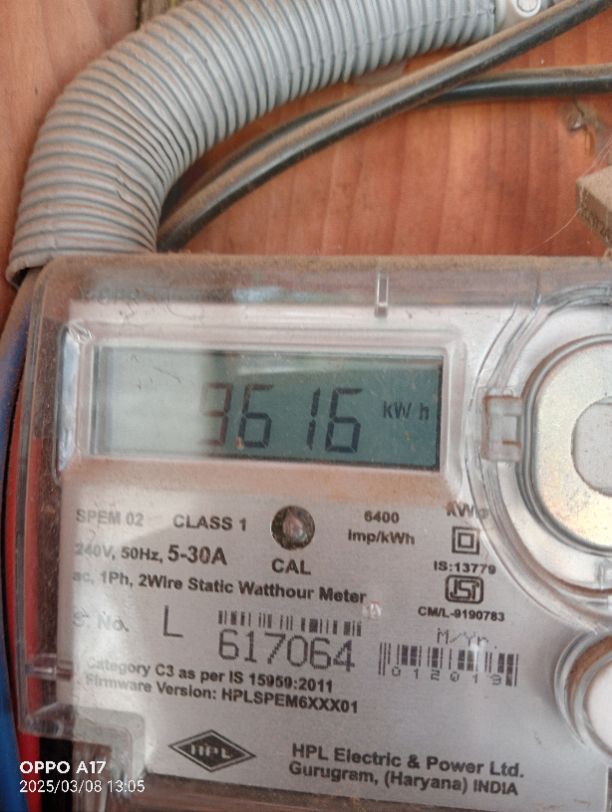 3616 kWh
SPEM 02 CLASS 1 6400 Imp/kWh
240V, 50Hz, 5-30A CAL
IS:13779
ac, 1Ph, 2Wire Static Watthour Meter
CM/L-9190783
S. No. L 617064
M/Yr.
012019
Category C3 as per IS 15959:2011
Firmware Version: HPLSPEM6XXX01
HPL
HPL Electric & Power Ltd.
Gurugram, (Haryana) INDIA
OPPO A17
2025/03/08 13:05